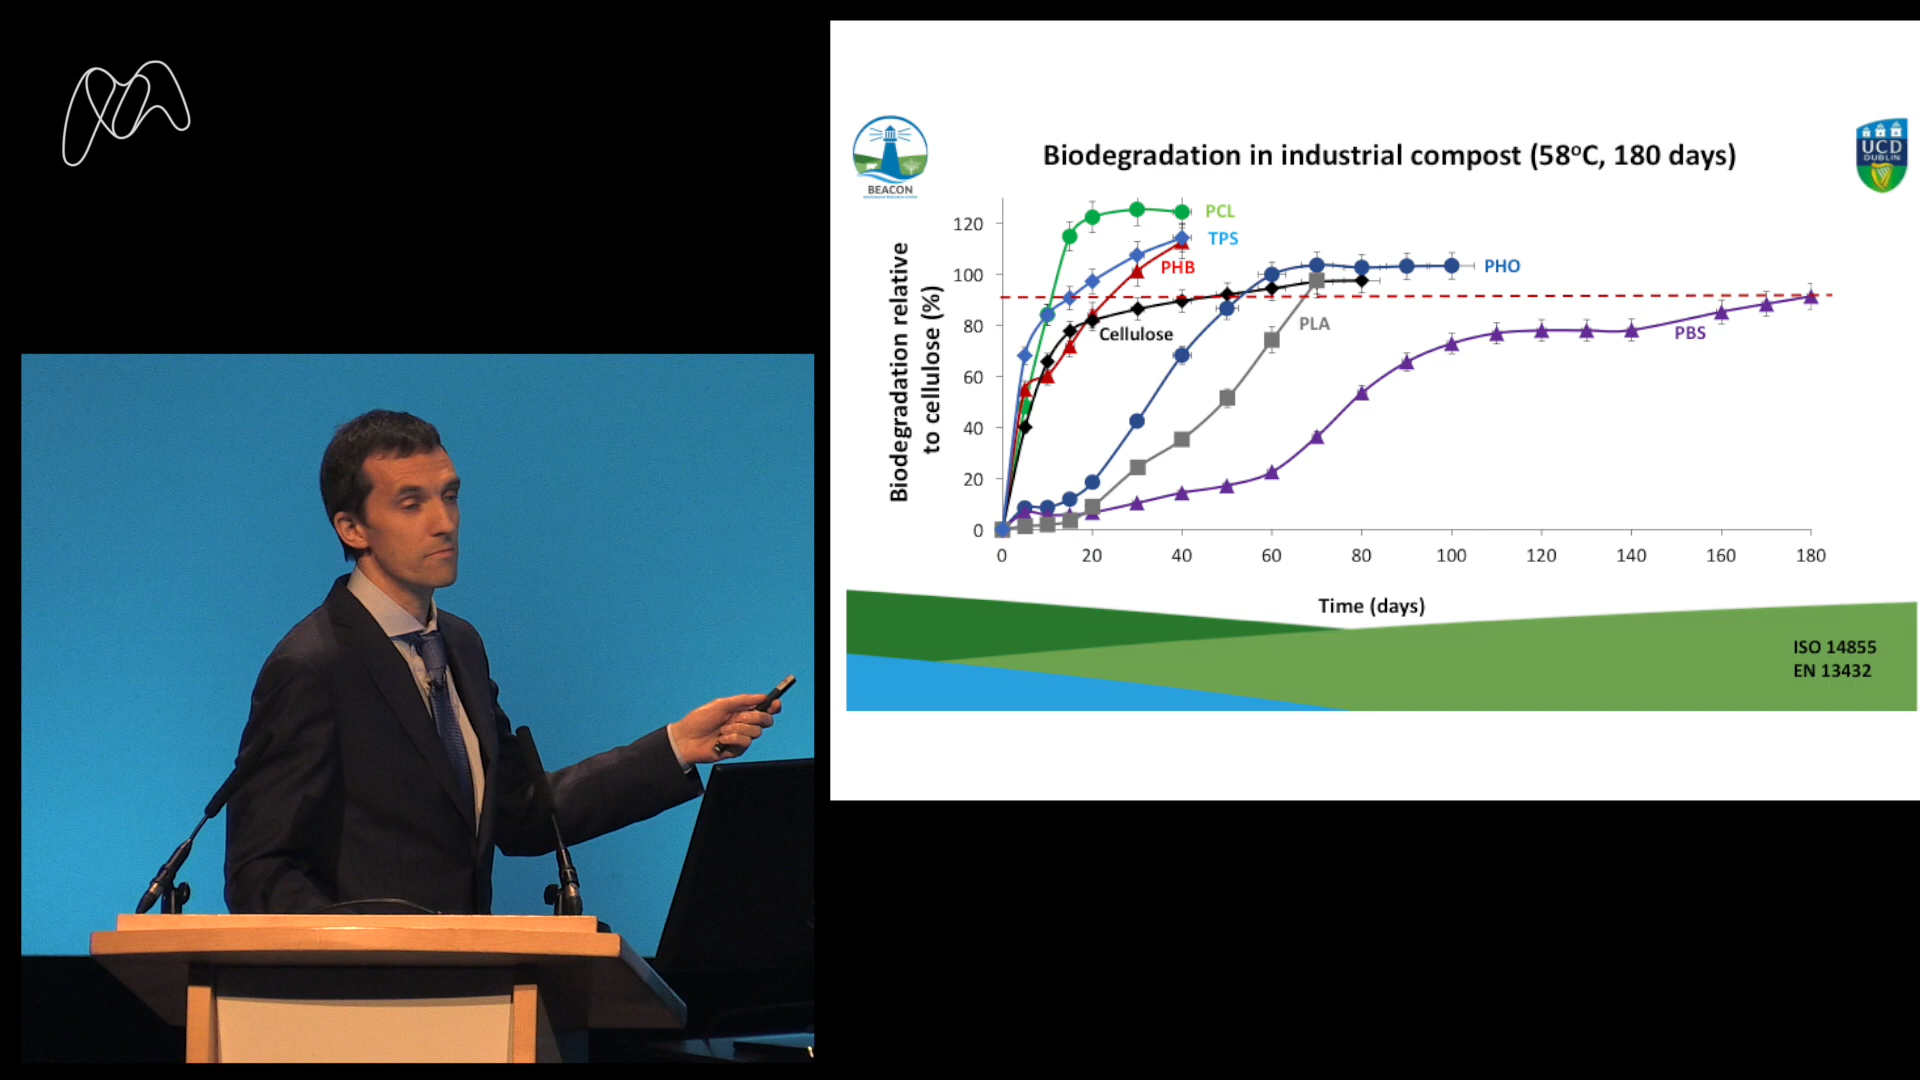 BEACON
Biodegradation in industrial compost (58ºC, 180 days)
UCD
DUBLIN
Biodegradation relative
to cellulose (%)
120
100
80
60
40
20
0
PCL
TPS
PHB
PHO
Cellulose
PLA
PBS
0 20 40 60 80 100 120 140 160 180
Time (days)
ISO 14855
EN 13432